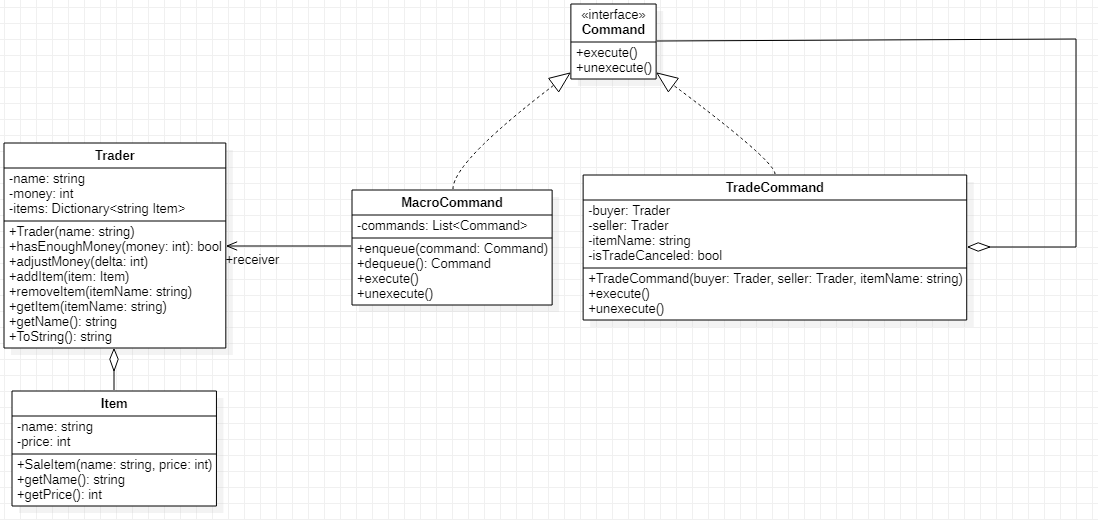 «interface»
Command
+execute()
+unexecute()
Trader
-name: string
-money: int
-items: Dictionary<string Item>
+Trader(name: string)
+hasEnoughMoney(money: int): bool
+adjustMoney(delta: int)
+addItem(item: Item)
+removeItem(itemName: string)
+getItem(itemName: string)
+getName(): string
+ToString(): string
+receiver
MacroCommand
-commands: List<Command>
+enqueue(command: Command)
+dequeue(): Command
+execute()
+unexecute()
TradeCommand
-buyer: Trader
-seller: Trader
-itemName: string
-isTradeCanceled: bool
+TradeCommand(buyer: Trader, seller: Trader, itemName: string)
+execute()
+unexecute()
Item
-name: string
-price: int
+SaleItem(name: string, price: int)
+getName(): string
+getPrice(): int